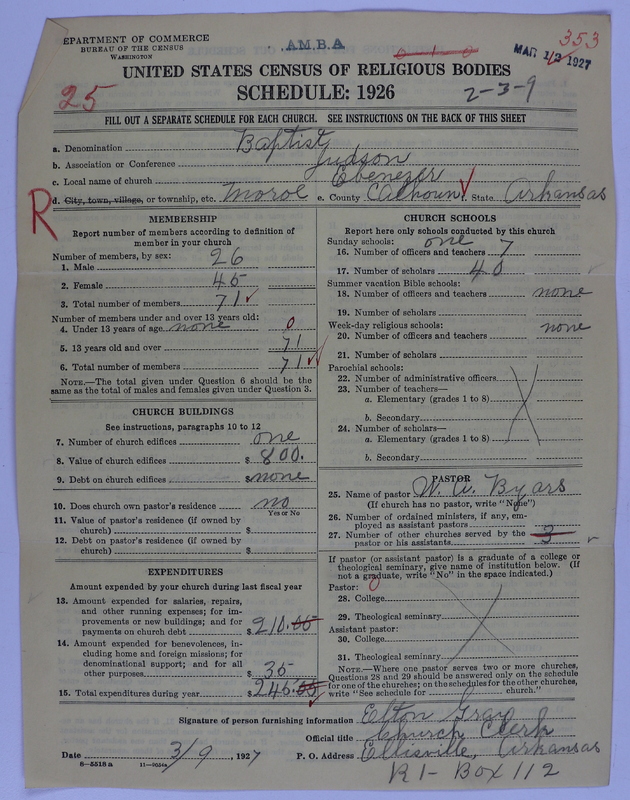 DEPARTMENT OF COMMERCE
BUREAU OF THE CENSUS
WASHINGTON
A.M.B.A.
0-1-0
353
MAR 12 1927
UNITED STATES CENSUS OF RELIGIOUS BODIES
25
SCHEDULE: 1926
2-3-9
FILL OUT A SEPARATE SCHEDULE FOR EACH CHURCH. SEE INSTRUCTIONS ON THE BACK OF THIS SHEET
a. Denomination Baptist
b. Association or Conference Judson
c. Local name of church Ebenezer
d. City, town, village, or township, etc. Moroe e. County Calhoun State Arkansas
R
MEMBERSHIP
Report number of members according to definition of member in your church
Number of members, by sex:
1. Male 26
2. Female 45
3. Total number of members 71
Number of members under and over 13 years old:
4. Under 13 years of age none 0
5. 13 years old and over 71
6. Total number of members 71
NOTE.—The total given under Question 6 should be the
same as the total of males and females given under Question 3.
CHURCH BUILDINGS
See instructions, paragraphs 10 to 12
7. Number of church edifices one
8. Value of church edifices $ 800.
9. Debt on church edifices $ none
10. Does church own pastor's residence no
Yes or No
11. Value of pastor's residence (if owned by
church) $
12. Debt on pastor's residence (if owned by
church) $
EXPENDITURES
Amount expended by your church during last fiscal year
13. Amount expended for salaries, repairs,
and other running expenses; for im-
provements or new buildings; and for
payments on church debt $ 210.00
14. Amount expended for benevolences, in-
cluding home and foreign missions; for
denominational support; and for all
other purposes $ 35
15. Total expenditures during year $ 245.00
CHURCH SCHOOLS
Report here only schools conducted by this church
Sunday schools: one
16. Number of officers and teachers 7
17. Number of scholars 40
Summer vacation Bible schools:
18. Number of officers and teachers none
19. Number of scholars
Week-day religious schools: none
20. Number of officers and teachers
21. Number of scholars
Parochial schools:
22. Number of administrative officers
23. Number of teachers—
a. Elementary (grades 1 to 8)
b. Secondary
24. Number of scholars—
a. Elementary (grades 1 to 8)
b. Secondary
PASTOR
25. Name of pastor W. A. Byars
(If church has no pastor, write "None")
26. Number of ordained ministers, if any, em-
ployed as assistant pastors
27. Number of other churches served by the
pastor or his assistants 3
If pastor (or assistant pastor) is a graduate of a college or
theological seminary, give name of institution below. (If
not a graduate, write "No" in the space indicated.)
Pastor:
28. College
29. Theological seminary
Assistant pastor:
30. College
31. Theological seminary
NOTE.—Where one pastor serves two or more churches,
Questions 28 and 29 should be answered only on the schedule
for one of the churches; on the schedules for the other churches,
write "See schedule for church."
Signature of person furnishing information Elton Gray
Official title Church Clerk
Date 3/9, 1927 P. O. Address Ellisville, Arkansas
8-5518a
R1- Box 112